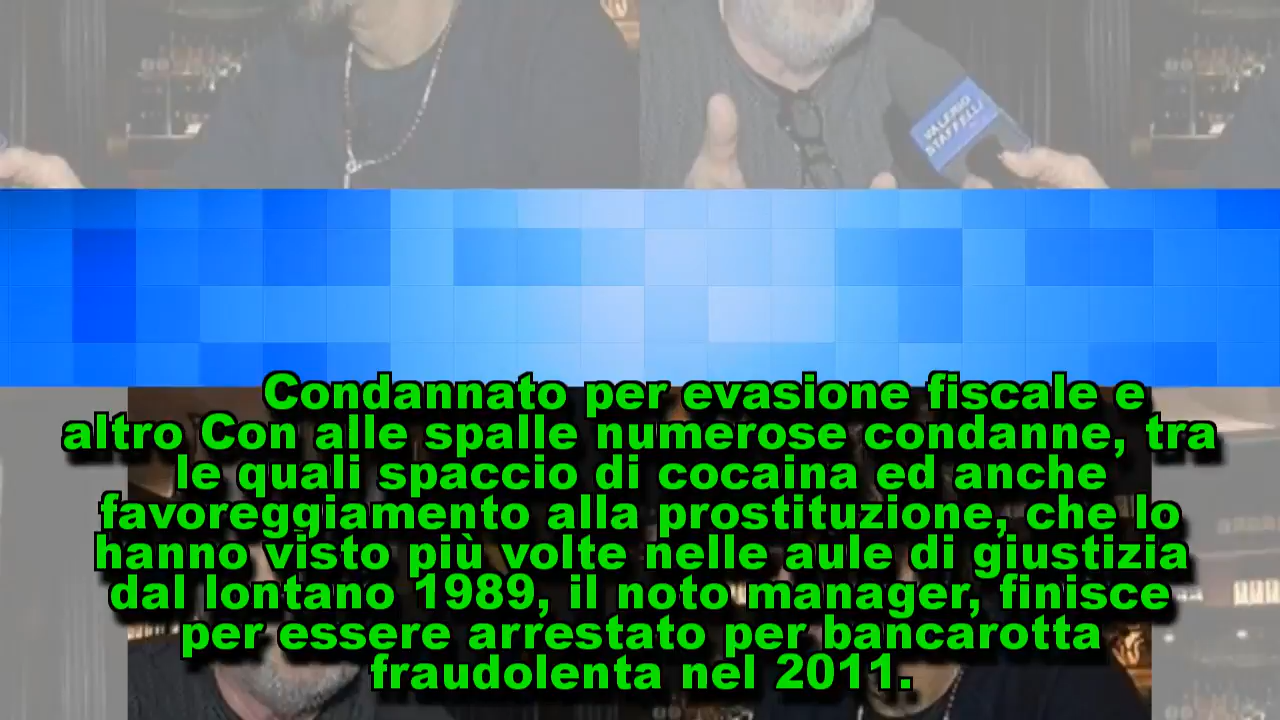 VALERIO
STAFFELLI
Condannato per evasione fiscale e
altro Con alle spalle numerose condanne, tra
le quali spaccio di cocaina ed anche
favoreggiamento alla prostituzione, che lo
hanno visto più volte nelle aule di giustizia
dal lontano 1989, il noto manager, finisce
per essere arrestato per bancarotta
fraudolenta nel 2011.